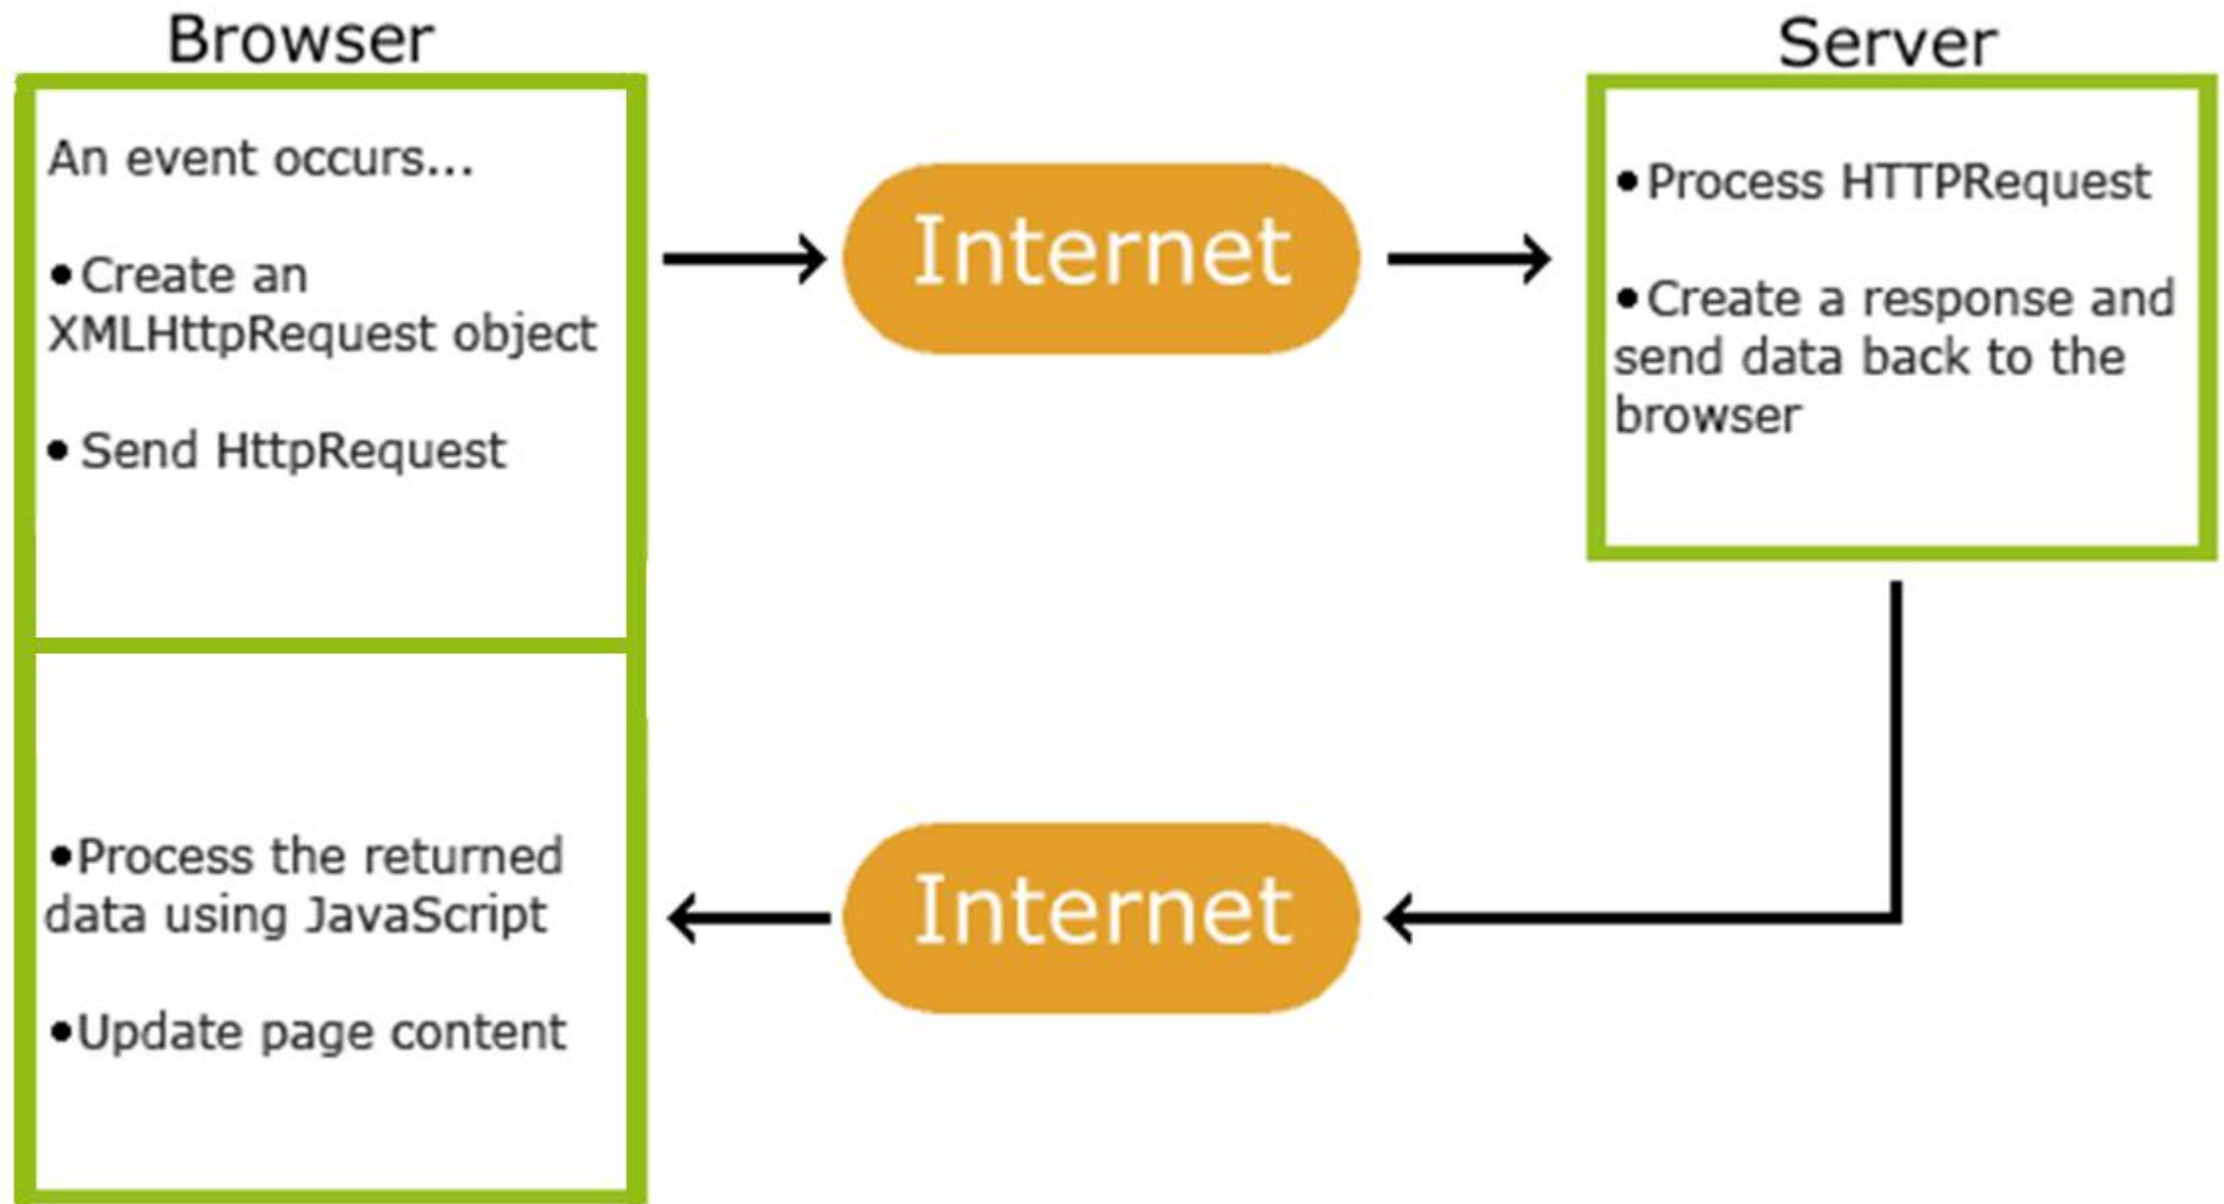 Browser
An event occurs...
•Create an
XMLHttpRequest object
• Send HttpRequest
Internet
Server
•Process HTTPRequest
•Create a response and
send data back to the
browser
•Process the returned
data using JavaScript
•Update page content
Internet